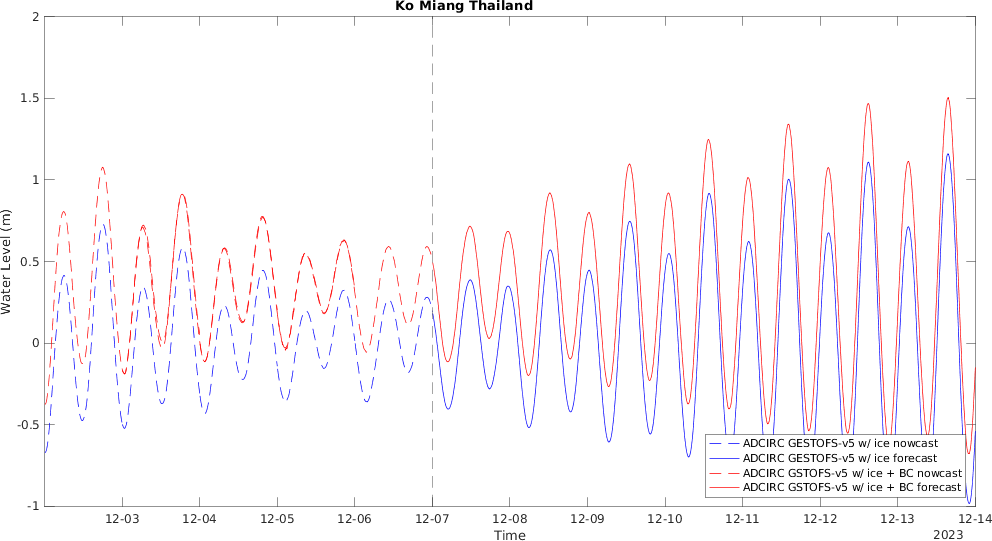 Ko Miang Thailand
2
1.5
1
0.5
0
-0.5
-1
Water Level (m)
ADCIRC GESTOFS-v5 w/ ice nowcast
ADCIRC GESTOFS-v5 w/ ice forecast
ADCIRC GSTOFS-v5 w/ ice + BC nowcast
ADCIRC GSTOFS-v5 w/ ice + BC forecast
12-03 12-04 12-05 12-06 12-07 12-08 12-09 12-10 12-11 12-12 12-13 12-14
Time
2023